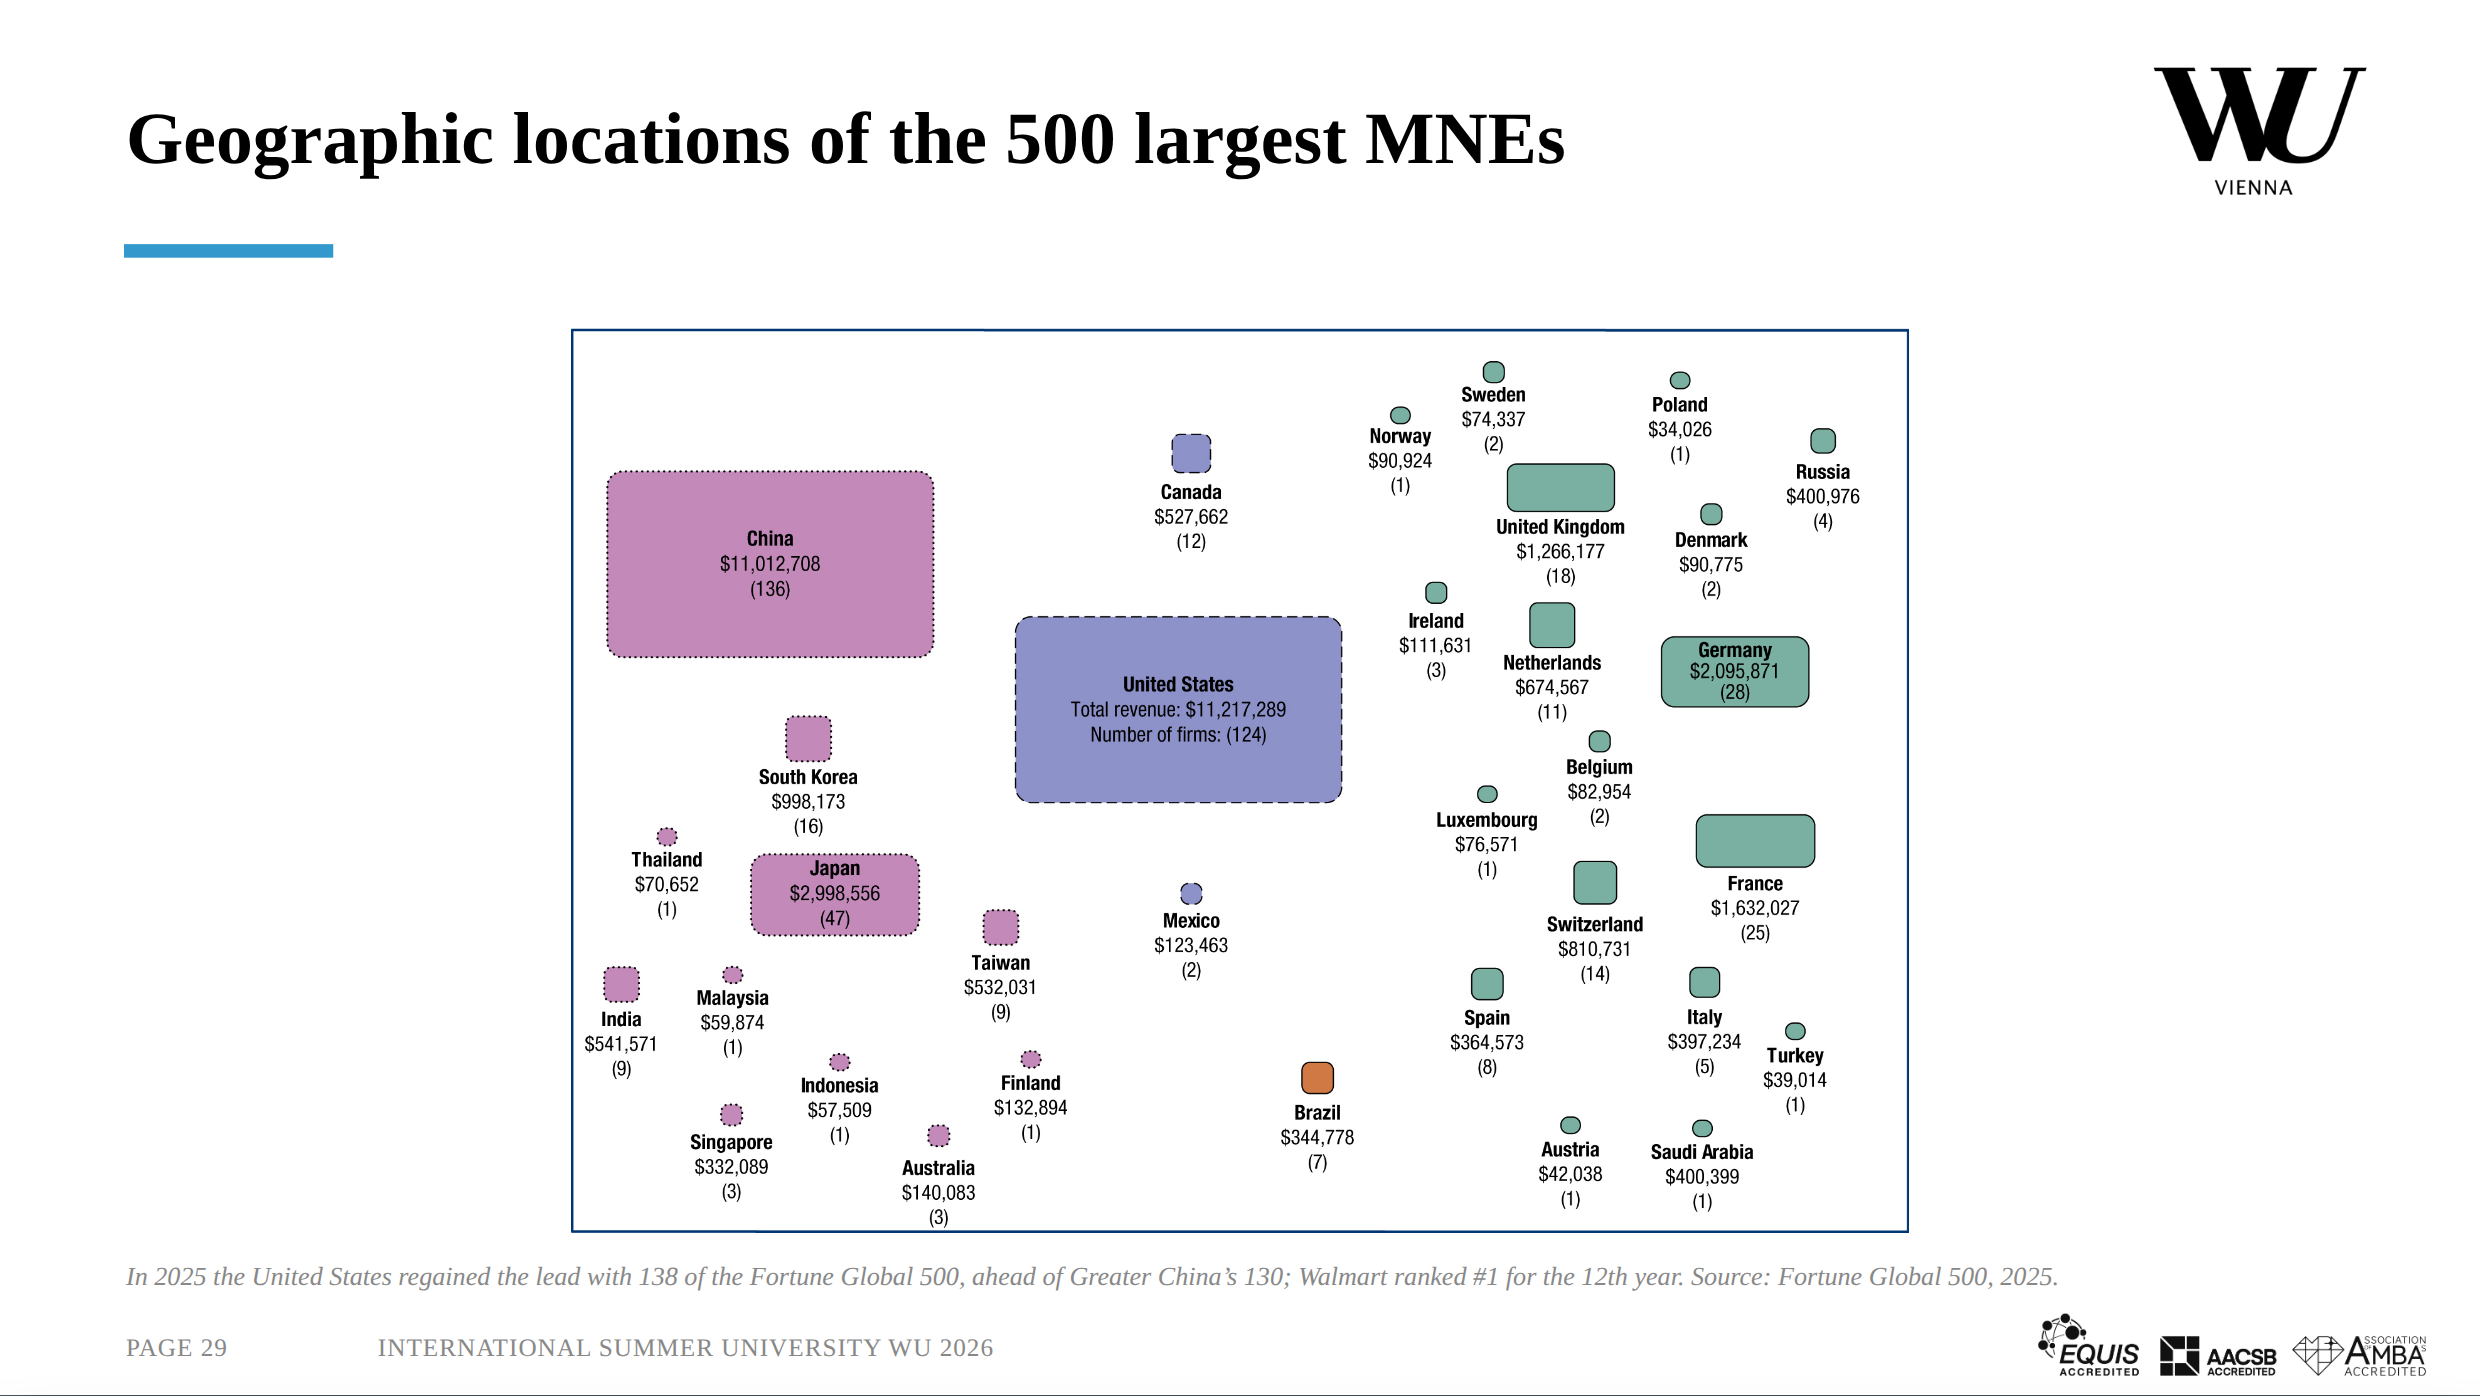 Geographic locations of the 500 largest MNEs
WU
VIENNA
Sweden
$74,337
(2)
Poland
$34,026
(1)
Norway
$90,924
(1)
Russia
$400,976
(4)
Canada
$527,662
(12)
United Kingdom
$1,266,177
(18)
Denmark
$90,775
(2)
China
$11,012,708
(136)
Ireland
$111,631
(3)
Netherlands
$674,567
(11)
Germany
$2,095,871
(28)
United States
Total revenue: $11,217,289
Number of firms: (124)
South Korea
$998,173
(16)
Belgium
$82,954
(2)
Luxembourg
$76,571
(1)
Thailand
$70,652
(1)
Japan
$2,998,556
(47)
France
$1,632,027
(25)
Mexico
$123,463
(2)
Switzerland
$810,731
(14)
Taiwan
$532,031
(9)
India
$541,571
(9)
Malaysia
$59,874
(1)
Spain
$364,573
(8)
Italy
$397,234
(5)
Turkey
$39,014
(1)
Indonesia
$57,509
(1)
Finland
$132,894
(1)
Brazil
$344,778
(7)
Singapore
$332,089
(3)
Australia
$140,083
(3)
Austria
$42,038
(1)
Saudi Arabia
$400,399
(1)
In 2025 the United States regained the lead with 138 of the Fortune Global 500, ahead of Greater China’s 130; Walmart ranked #1 for the 12th year. Source: Fortune Global 500, 2025.
PAGE 29
INTERNATIONAL SUMMER UNIVERSITY WU 2026
EQUIS
ACCREDITED
AACSB
ACCREDITED
ASSOCIATION
OF
AMBAS
ACCREDITED